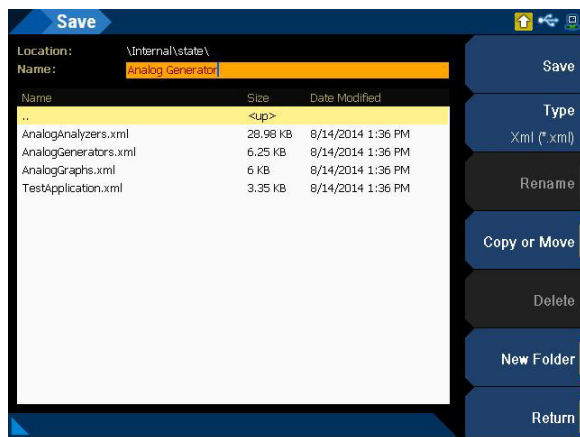 Save
Location: \Internal\state\
Name: Analog Generator
Name Size Date Modified
.. <up>
AnalogAnalyzers.xml 28.98 KB 8/14/2014 1:36 PM
AnalogGenerators.xml 6.25 KB 8/14/2014 1:36 PM
AnalogGraphs.xml 6 KB 8/14/2014 1:36 PM
TestApplication.xml 3.35 KB 8/14/2014 1:36 PM
Save
Type
Xml (*.xml)
Rename
Copy or Move
Delete
New Folder
Return